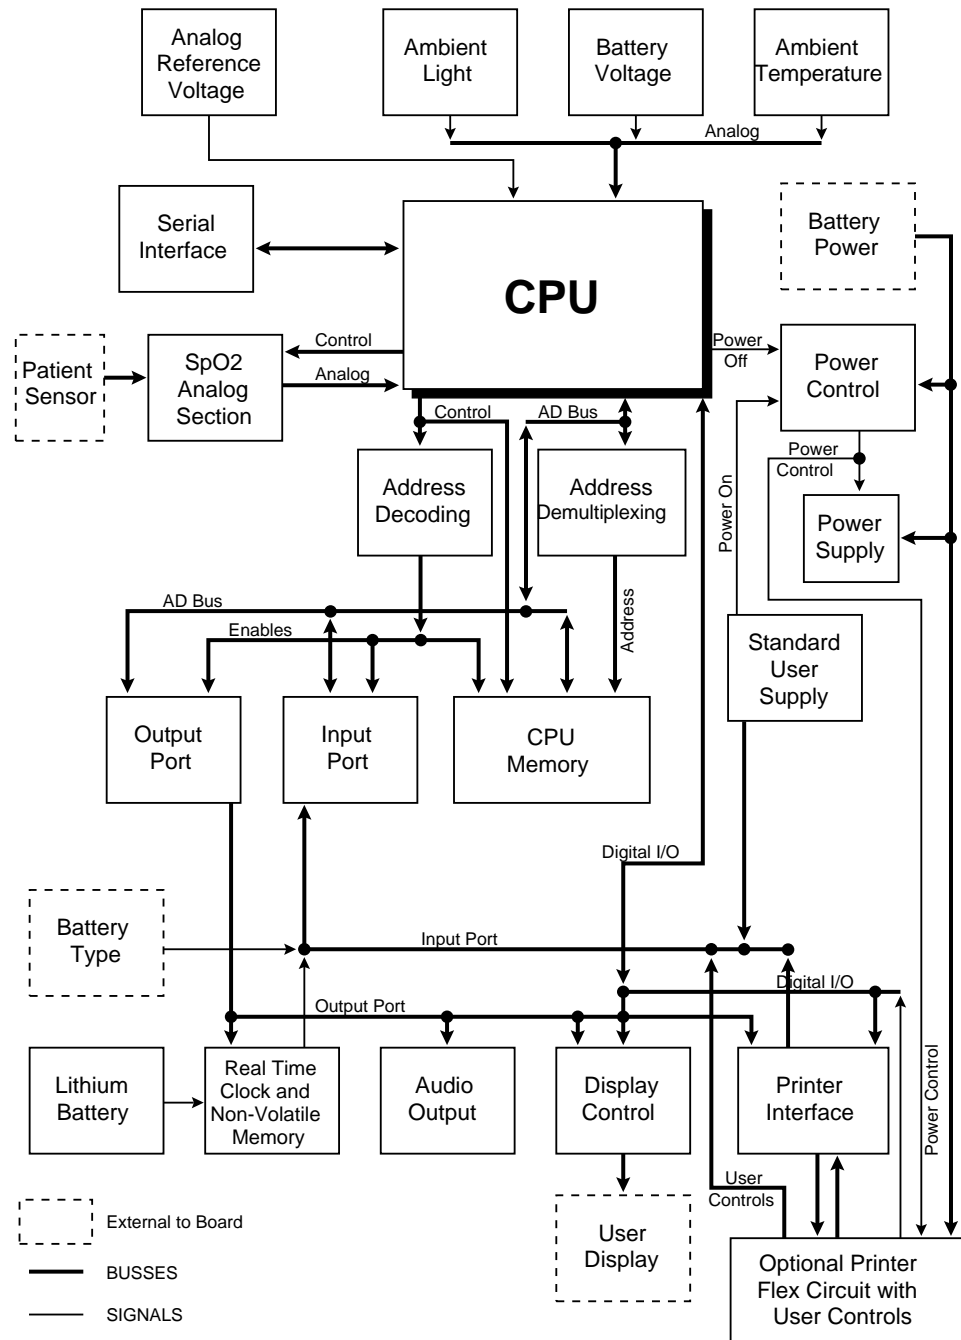 Analog
Reference
Voltage
Ambient
Light
Battery
Voltage
Ambient
Temperature
Analog
Serial
Interface
CPU
Battery
Power
Patient
Sensor
SpO2
Analog
Section
Control
Analog
Power
Off
Power
Control
Control
AD Bus
Address
Decoding
Address
Demultiplexing
Power On
Power
Control
Power
Supply
AD Bus
Enables
Address
Standard
User
Supply
Output
Port
Input
Port
CPU
Memory
Digital I/O
Battery
Type
Input Port
Output Port
Digital I/O
Lithium
Battery
Real Time
Clock and
Non-Volatile
Memory
Audio
Output
Display
Control
Printer
Interface
Power Control
User
Controls
External to Board
User
Display
BUSSES
SIGNALS
Optional Printer
Flex Circuit with
User Controls